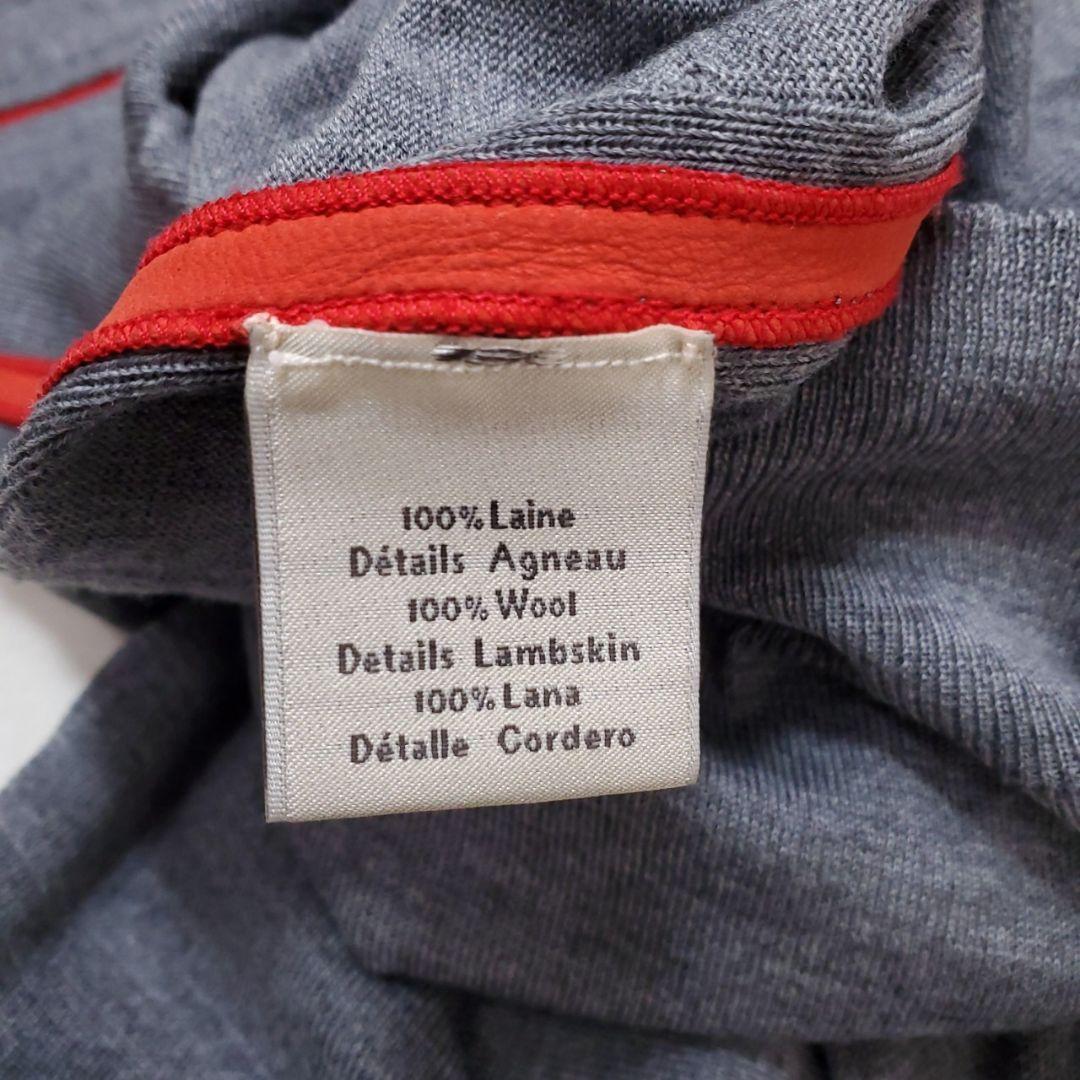 100% Laine
Détails Agneau
100% Wool
Details Lambskin
100% Lana
Détalle Cordero